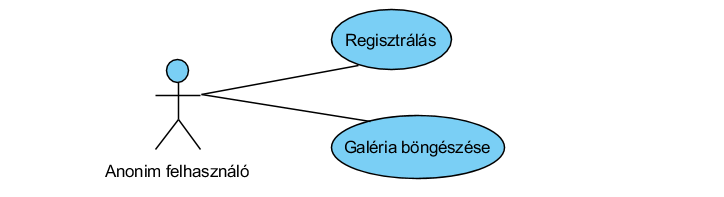 Regisztrálás
Galéria böngészése
Anonim felhasználó